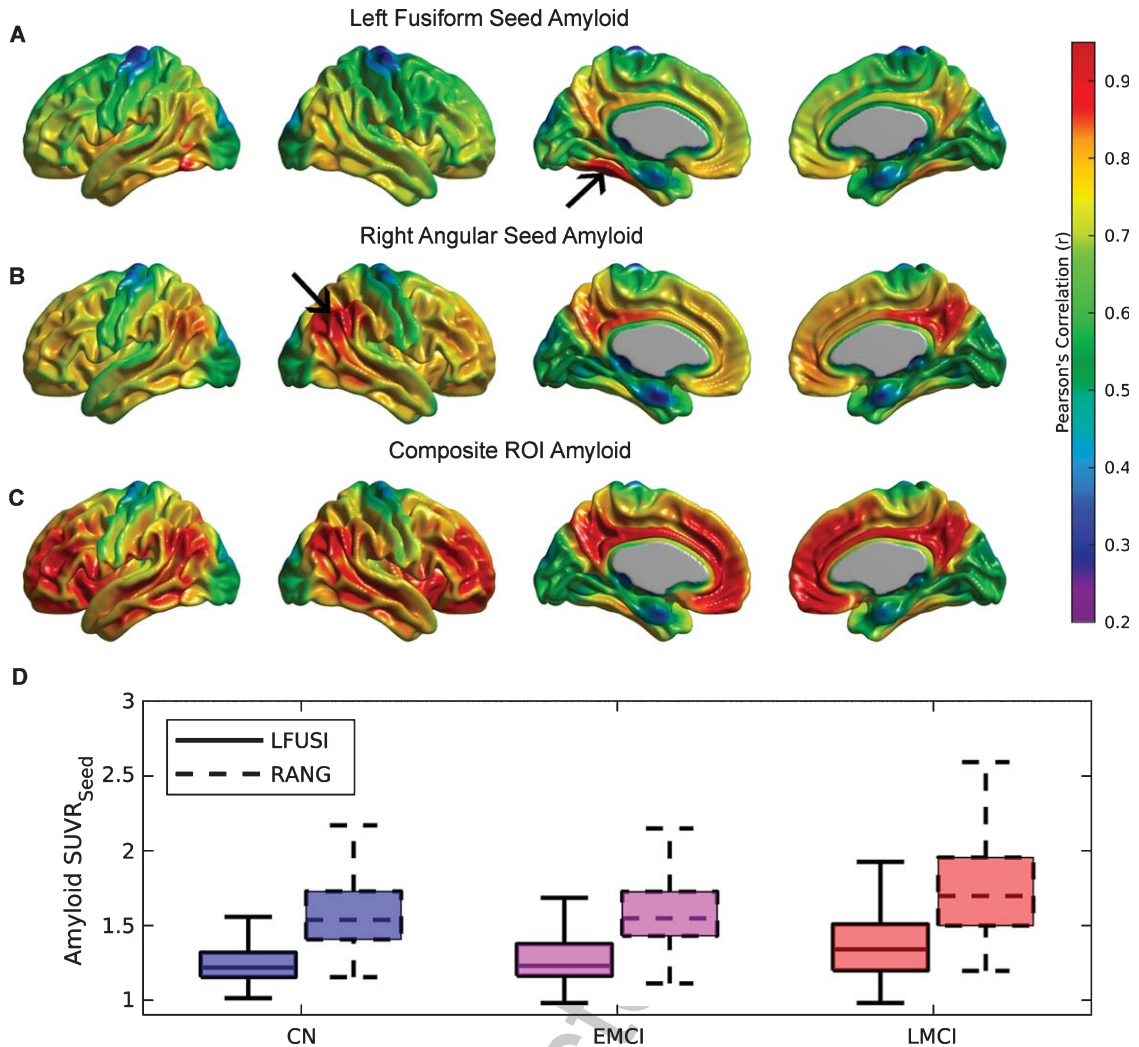 Left Fusiform Seed Amyloid
A
Right Angular Seed Amyloid
B
Composite ROI Amyloid
C
0.9
0.8
0.7
0.6
0.5
0.4
0.3
0.2
Pearson's Correlation (r)
D
3
2.5
2
1.5
1
Amyloid SUVR Seed
LFUSI
RANG
CN
EMCI
LMCI